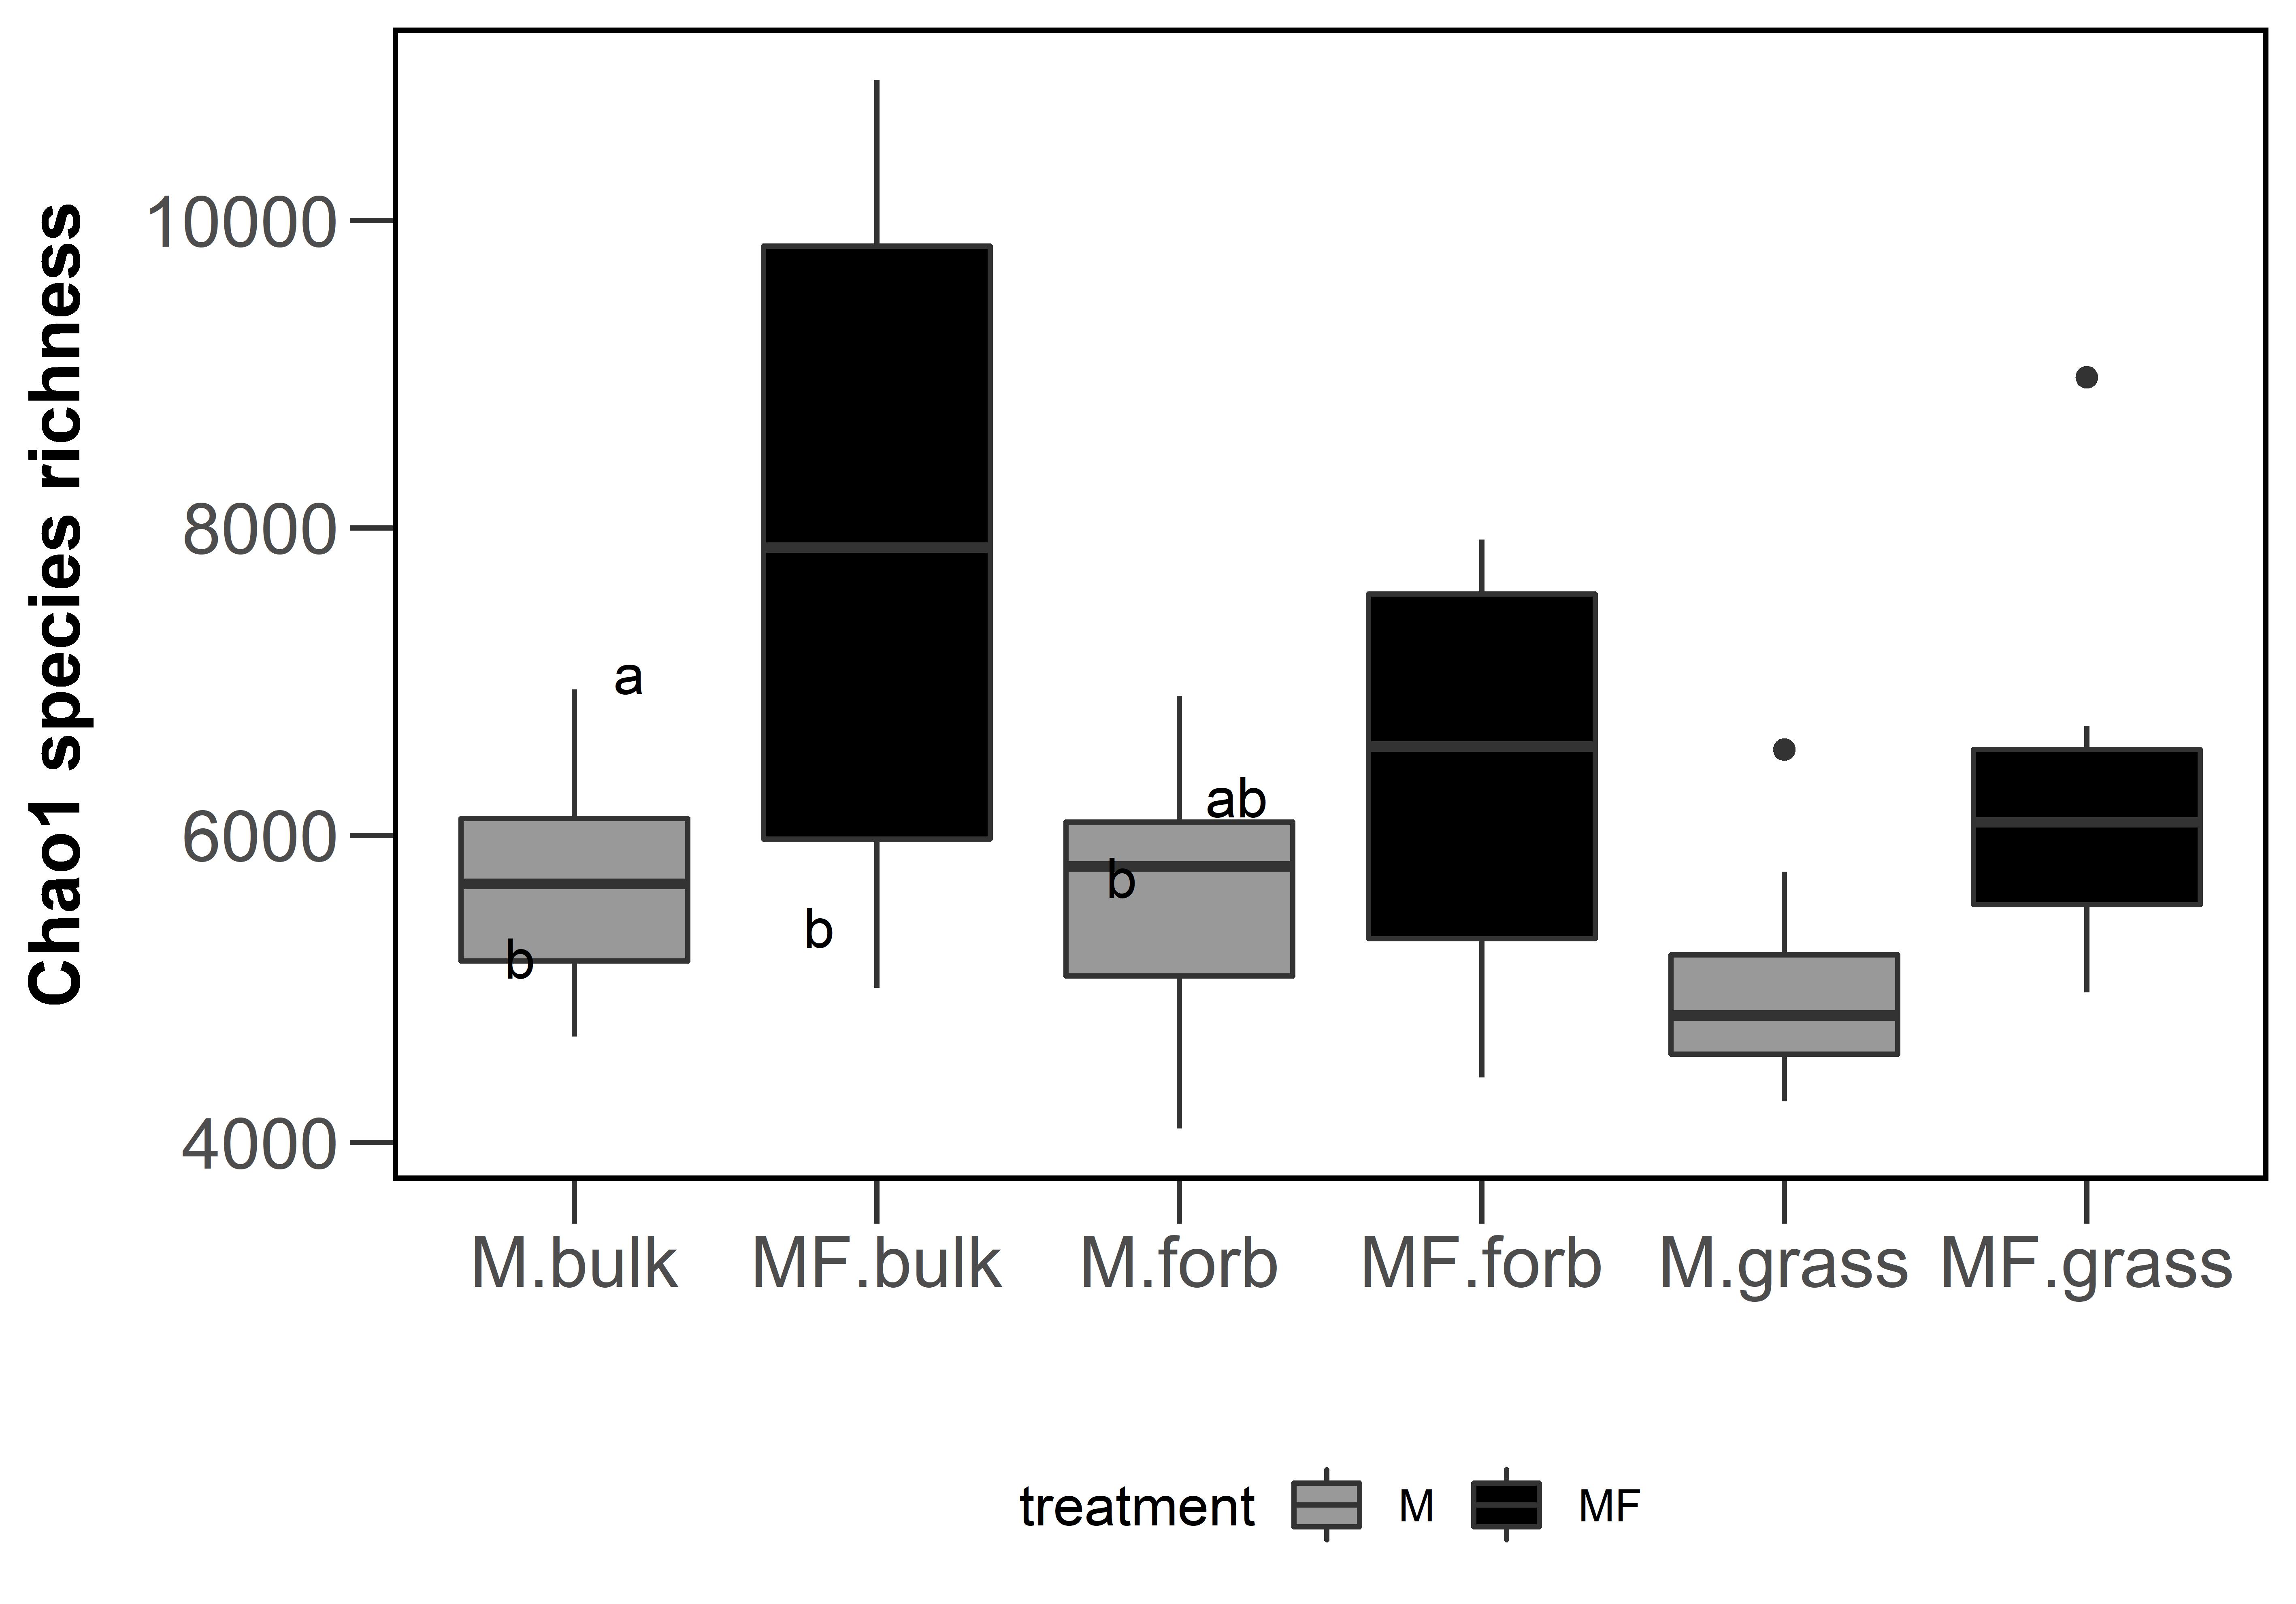 Chao1 species richness
10000
8000
6000
4000
a
ab
b
b
b
M.bulk MF.bulk M.forb MF.forb M.grass MF.grass
treatment M MF